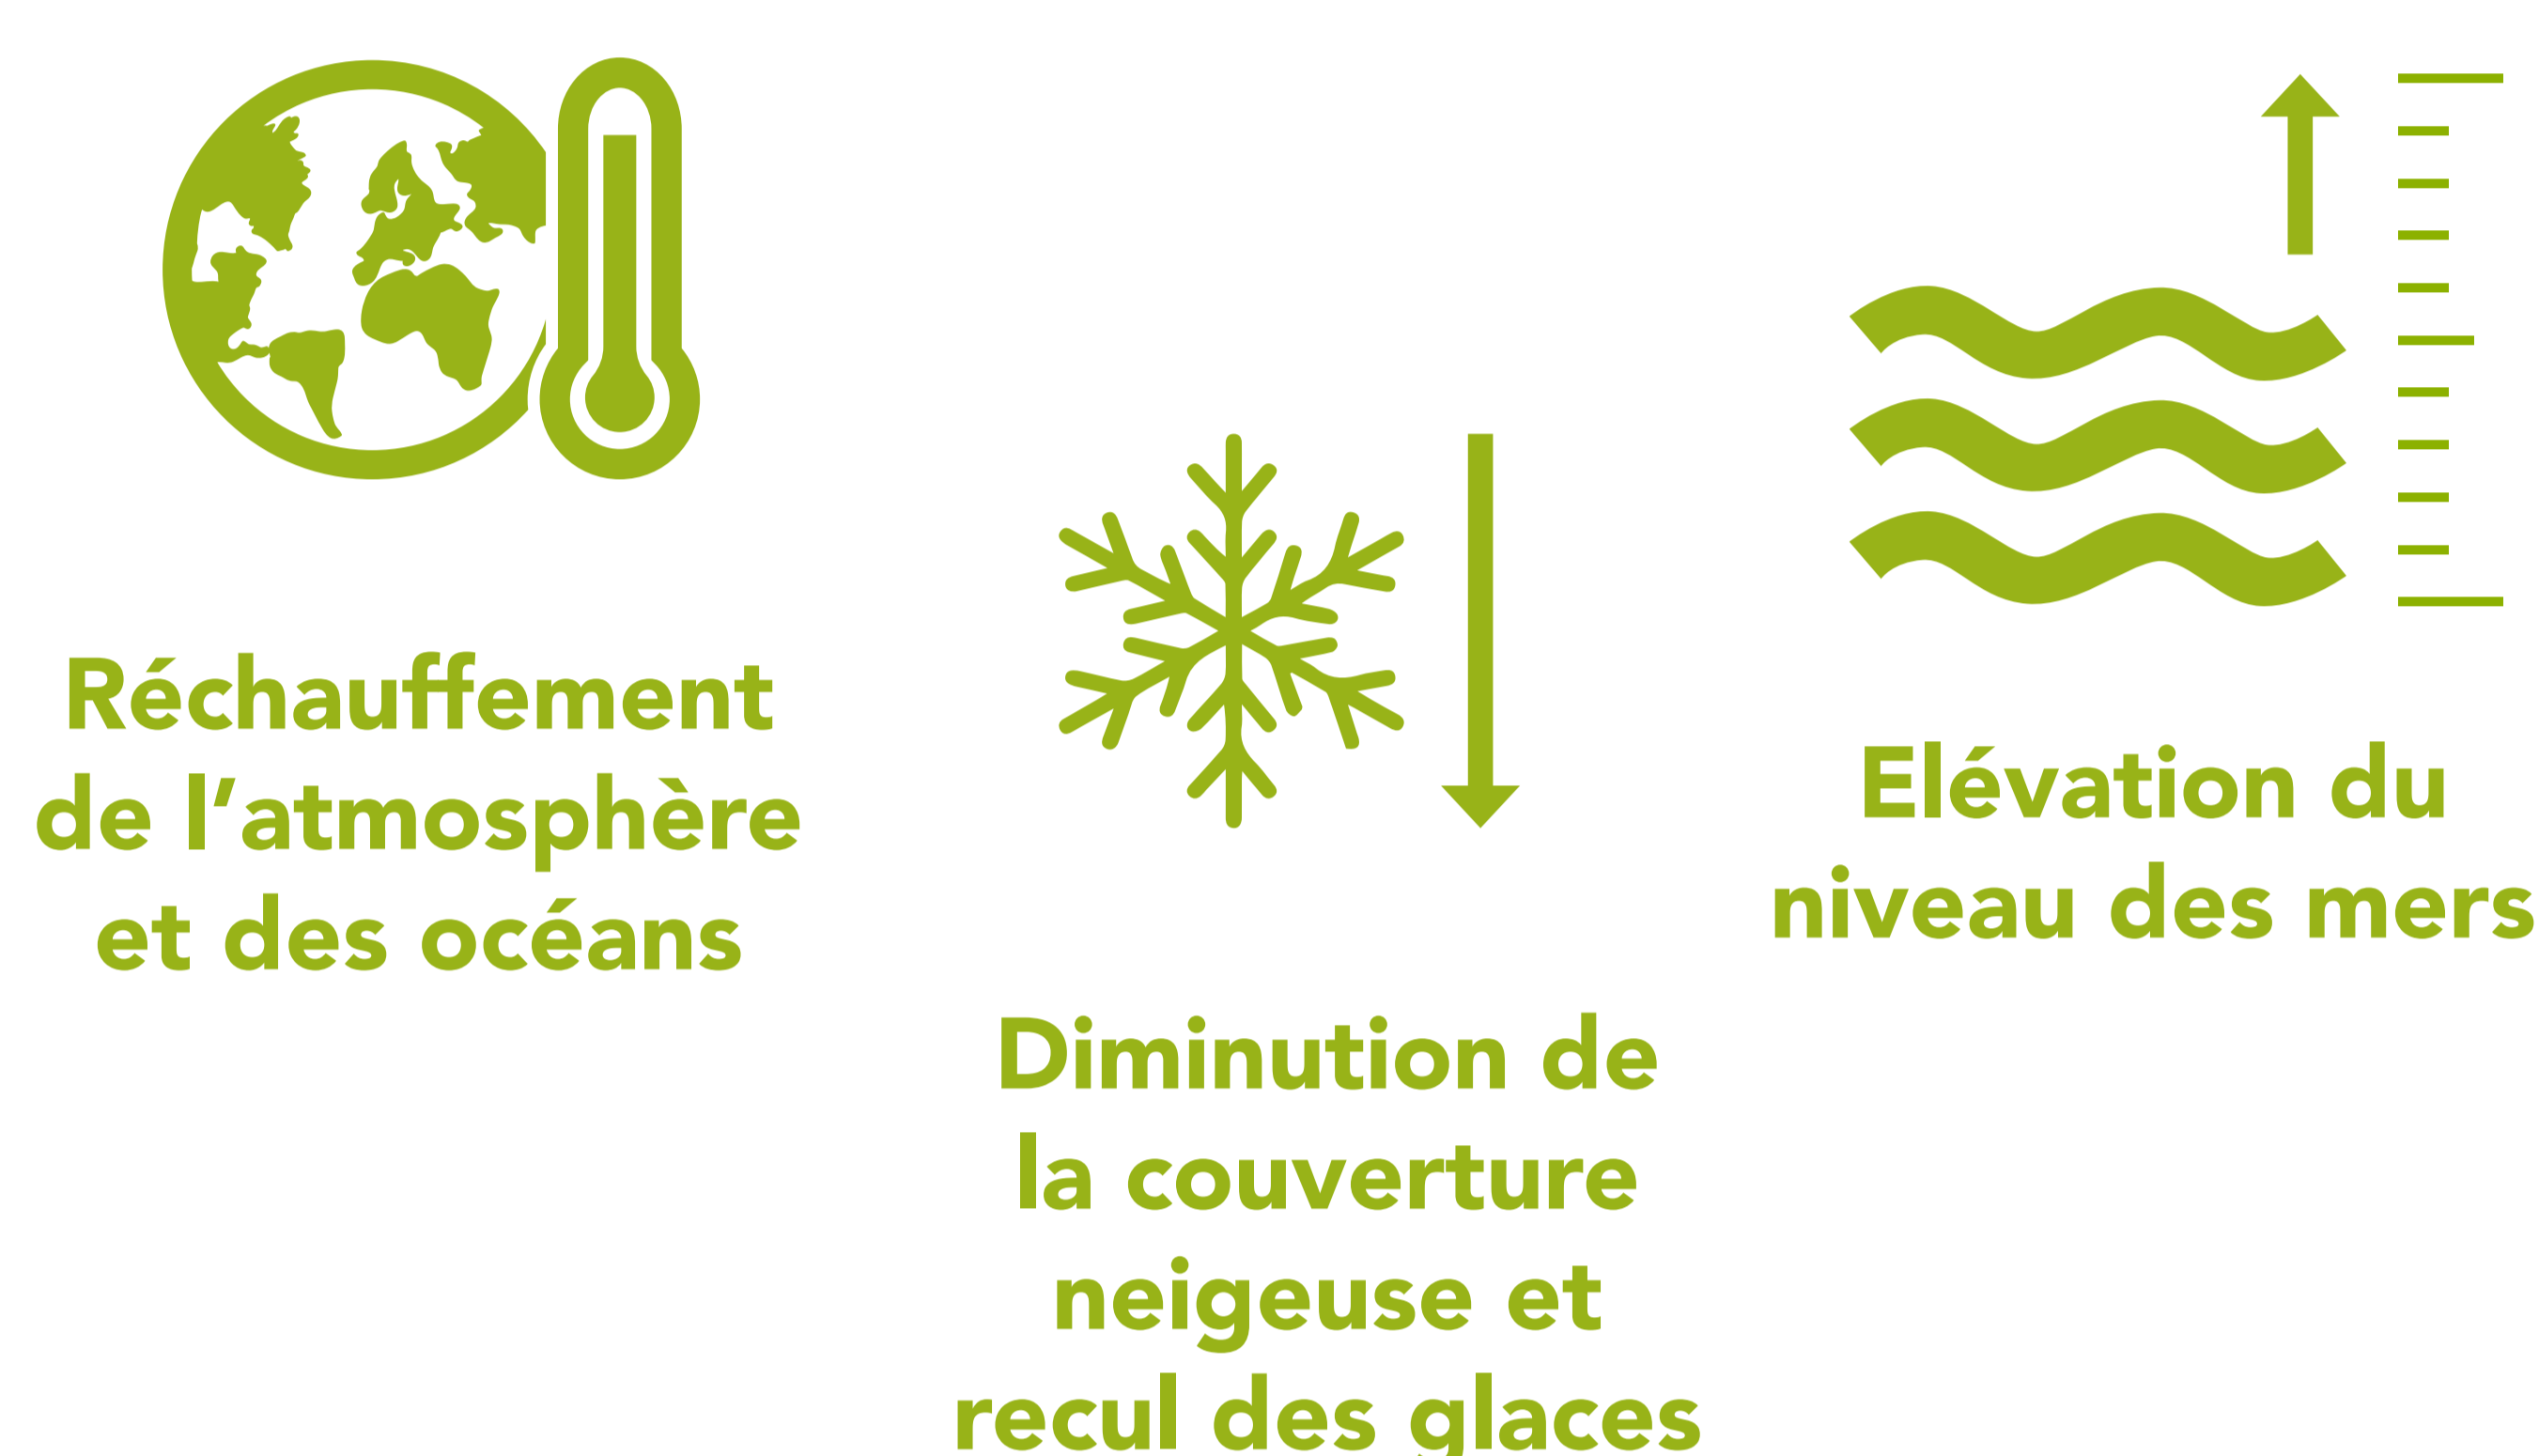 Réchauffement
de l’atmosphère
et des océans
Diminution de
la couverture
neigeuse et
recul des glaces
Elévation du
niveau des mers